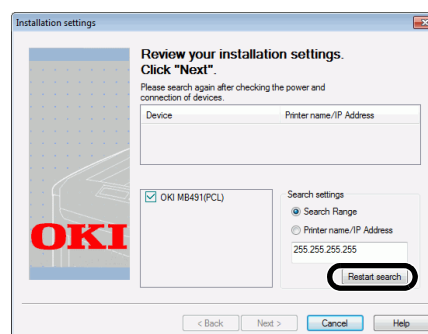 Installation settings
Review your installation settings.
Click "Next".
Please search again after checking the power and
connection of devices.
Device Printer name/IP Address
OKI MB491(PCL)
Search settings
Search Range
Printer name/IP Address
255.255.255.255
Restart search
OKI
< Back Next > Cancel Help